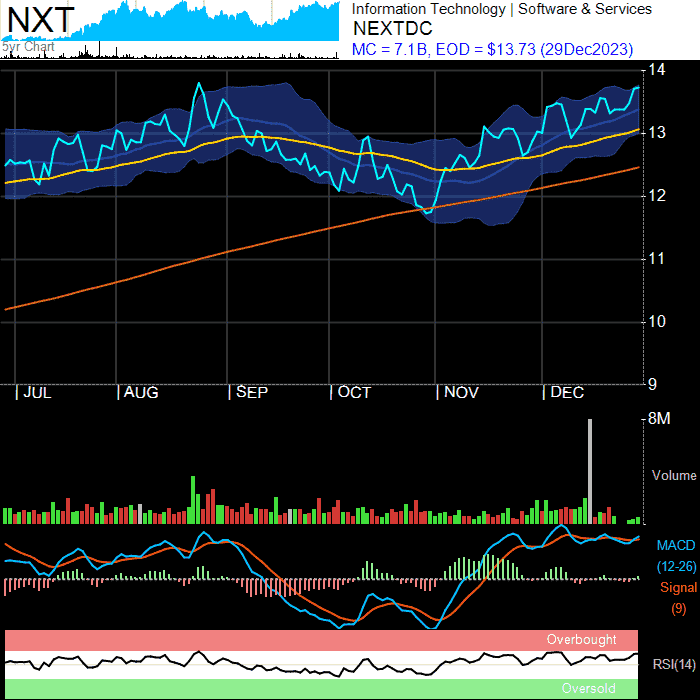 NXT
5yr Chart
Information Technology | Software & Services
NEXTDC
MC = 7.1B, EOD = $13.73 (29Dec2023)
14
13
12
11
10
9
| JUL | AUG | SEP | OCT | NOV | DEC
8M
Volume
MACD
(12-26)
Signal
(9)
Overbought
RSI(14)
Oversold